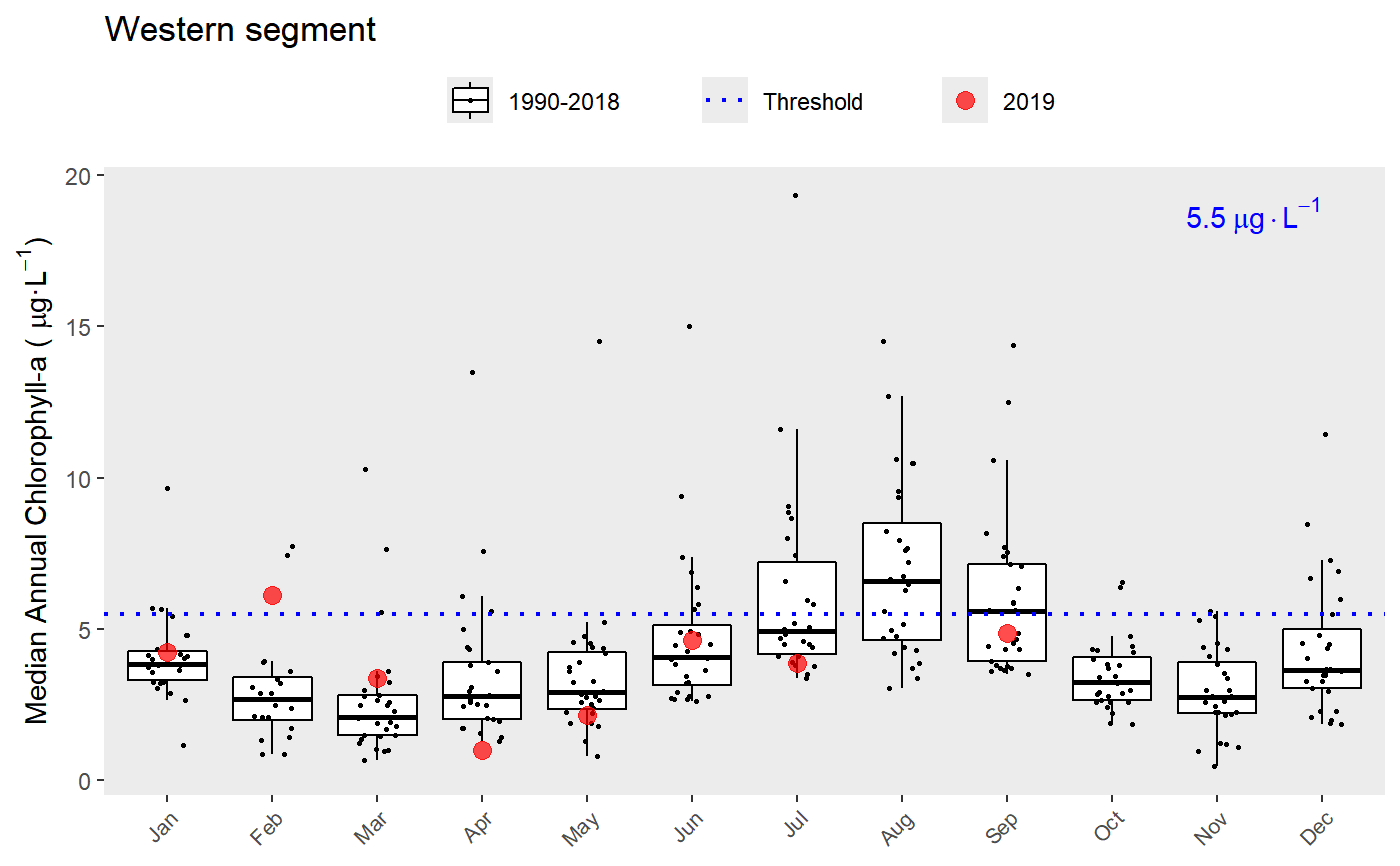 Western segment
1990-2018 Threshold 2019
Median Annual Chlorophyll-a ( μg·L⁻¹)
5.5 μg·L⁻¹
20
15
10
5
0
Jan Feb Mar Apr May Jun Jul Aug Sep Oct Nov Dec